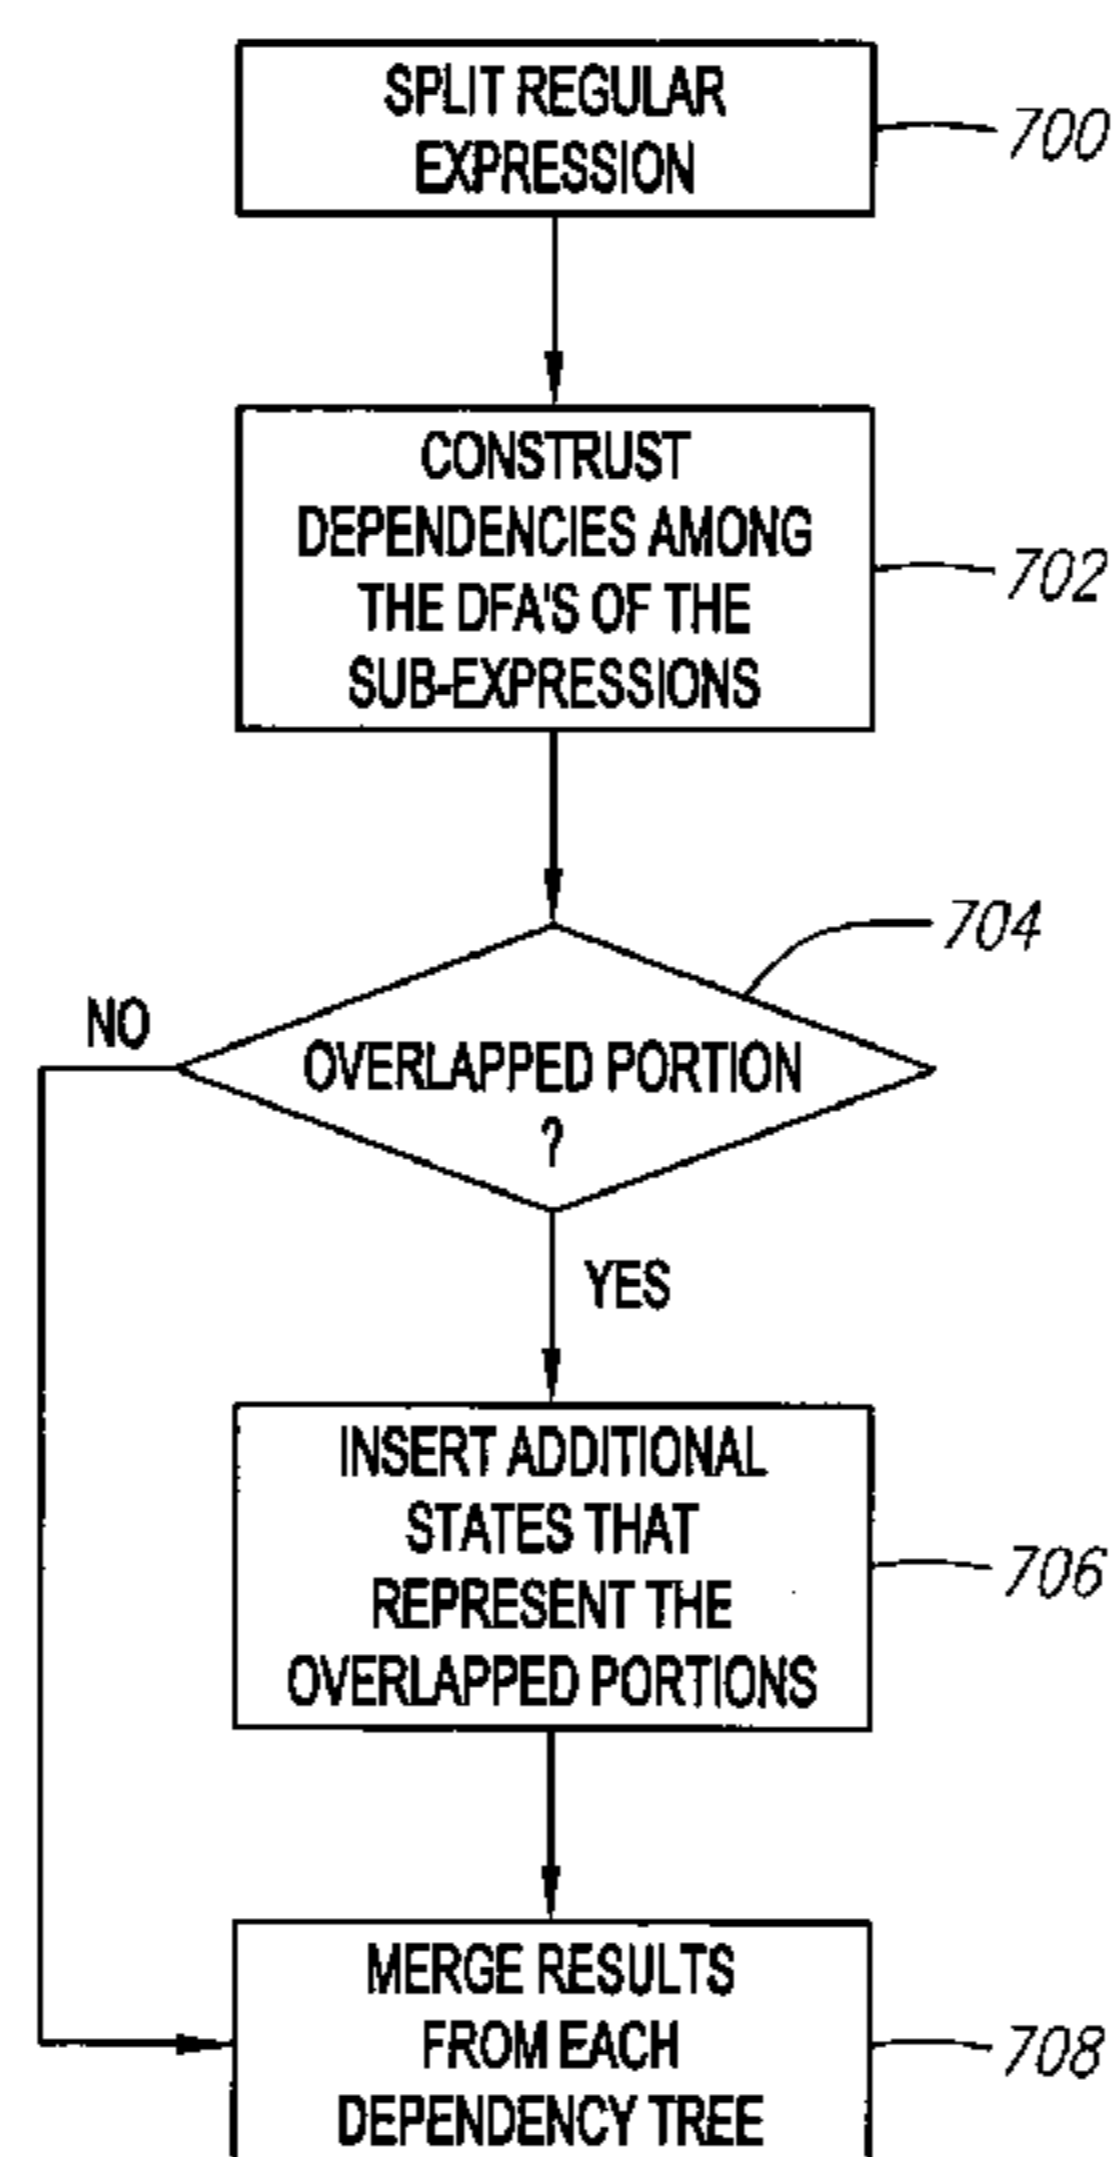 SPLIT REGULAR
EXPRESSION
700
CONSTRUST
DEPENDENCIES AMONG
THE DFA'S OF THE
SUB-EXPRESSIONS
702
704
NO
OVERLAPPED PORTION
?
YES
INSERT ADDITIONAL
STATES THAT
REPRESENT THE
OVERLAPPED PORTIONS
706
MERGE RESULTS
FROM EACH
DEPENDENCY TREE
708